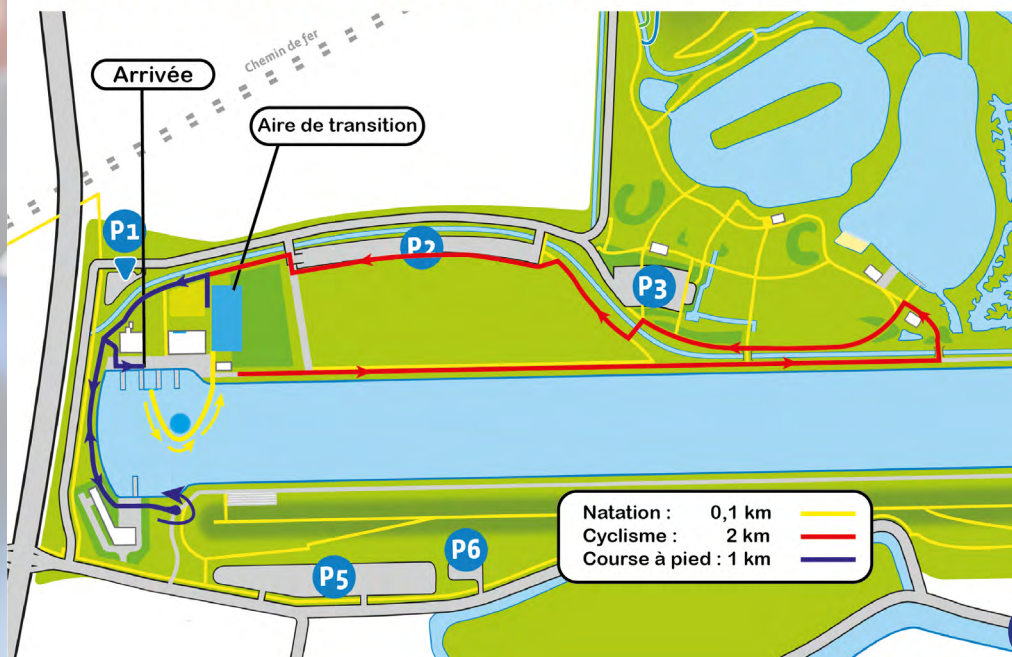 Chemin de fer
Arrivée
Aire de transition
P1
P2
P3
Natation : 0,1 km
Cyclisme : 2 km
Course à pied : 1 km
P6
P5